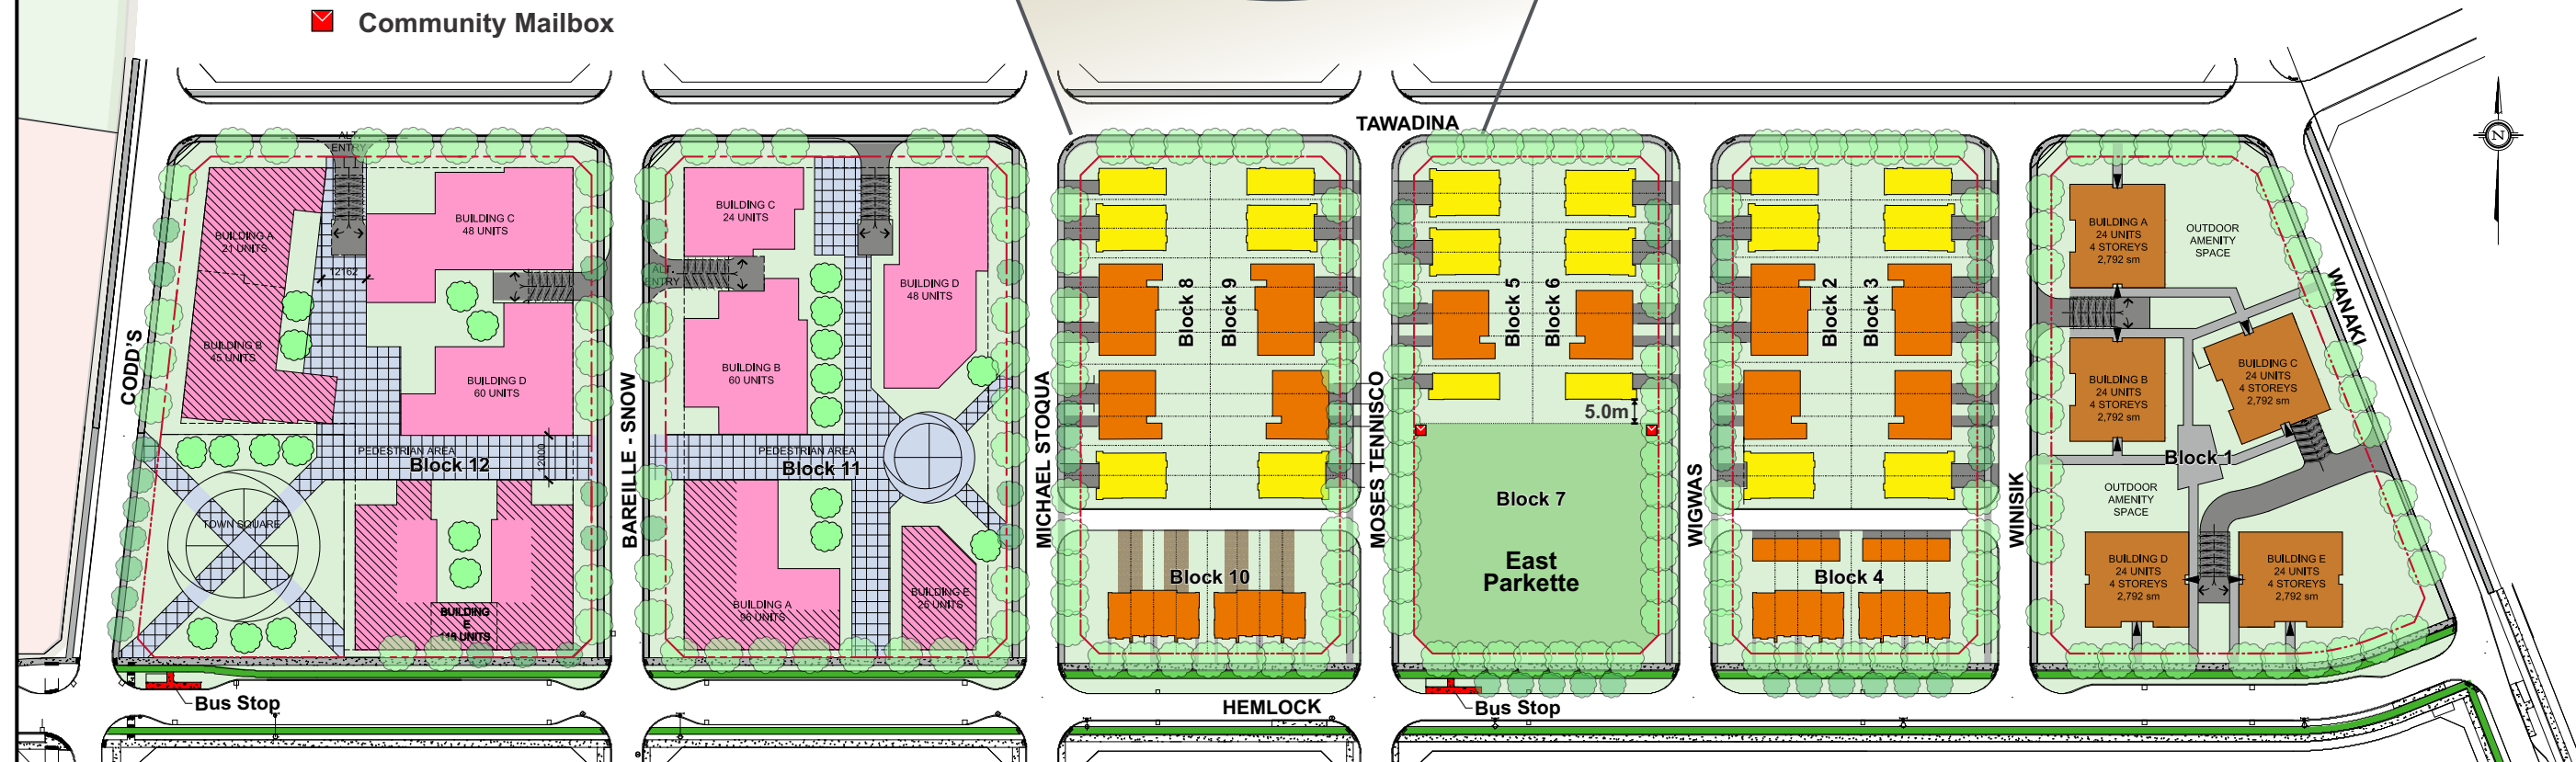 Community Mailbox
TAWADINA
CODD'S
BAREILLE - SNOW
MICHAEL STOQUA
MOSES TENNISCO
WIGWAS
WINISIK
WANAKI
HEMLOCK
N
ALT.
ENTRY
BUILDING A
21 UNITS
BUILDING B
45 UNITS
12162
BUILDING C
48 UNITS
BUILDING D
60 UNITS
PEDESTRIAN AREA
Block 12
12000
TOWN SQUARE
BUILDING
E
UNITS
Bus Stop
BUILDING C
24 UNITS
ALT.
ENTRY
BUILDING B
60 UNITS
BUILDING D
48 UNITS
PEDESTRIAN AREA
Block 11
BUILDING A
96 UNITS
BUILDING E
25 UNITS
Block 8
Block 9
Block 10
Block 5
Block 6
5.0m
Block 7
East
Parkette
Bus Stop
Block 2
Block 3
Block 4
BUILDING A
24 UNITS
4 STOREYS
2,792 sm
OUTDOOR
AMENITY
SPACE
BUILDING B
24 UNITS
4 STOREYS
2,792 sm
BUILDING C
24 UNITS
4 STOREYS
2,792 sm
Block 1
OUTDOOR
AMENITY
SPACE
BUILDING D
24 UNITS
4 STOREYS
2,792 sm
BUILDING E
24 UNITS
4 STOREYS
2,792 sm